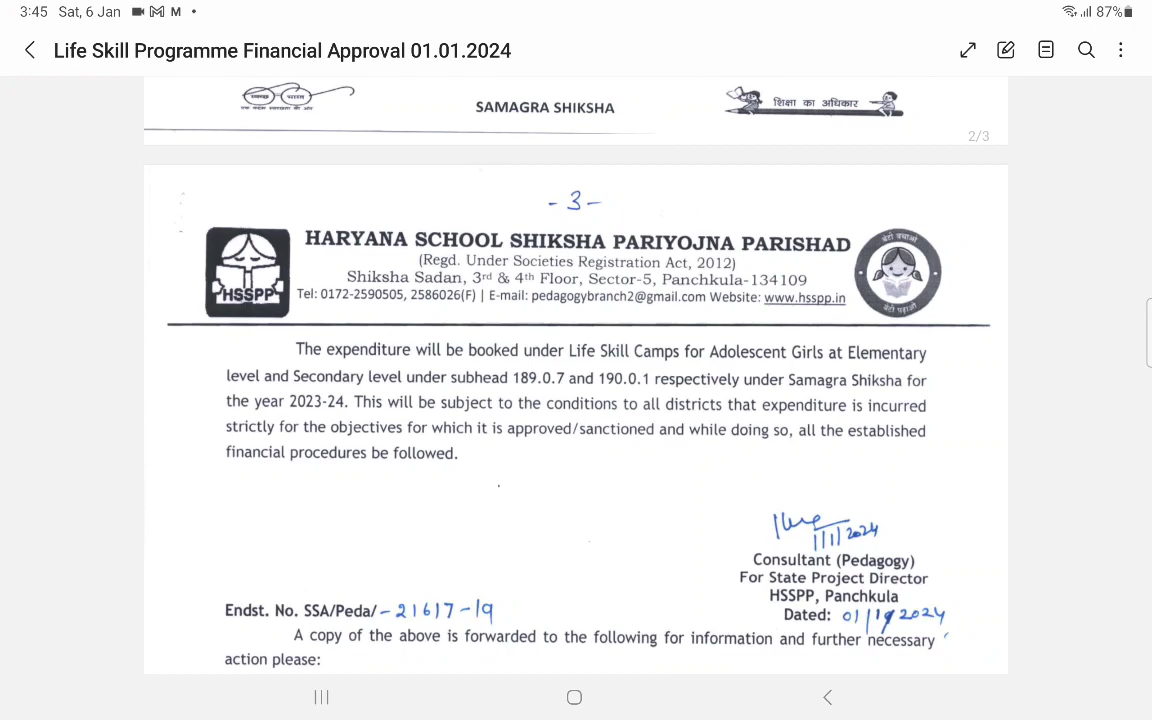 3:45 Sat, 6 Jan M • 87%
Life Skill Programme Financial Approval 01.01.2024
SAMAGRA SHIKSHA
शिक्षा का अधिकार
2/3
- 3 -
HARYANA SCHOOL SHIKSHA PARIYOJNA PARISHAD
(Regd. Under Societies Registration Act, 2012)
Shiksha Sadan, 3rd & 4th Floor, Sector-5, Panchkula-134109
Tel: 0172-2590505, 2586026(F) | E-mail: pedagogybranch2@gmail.com Website: www.hsspp.in
HSSPP
बेटी बचाओ
बेटी पढ़ाओ
The expenditure will be booked under Life Skill Camps for Adolescent Girls at Elementary
level and Secondary level under subhead 189.0.7 and 190.0.1 respectively under Samagra Shiksha for
the year 2023-24. This will be subject to the conditions to all districts that expenditure is incurred
strictly for the objectives for which it is approved/sanctioned and while doing so, all the established
financial procedures be followed.
1/1/2024
Consultant (Pedagogy)
For State Project Director
HSSPP, Panchkula
Endst. No. SSA/Peda/-21617-19
Dated: 01/1/2024
A copy of the above is forwarded to the following for information and further necessary
action please: